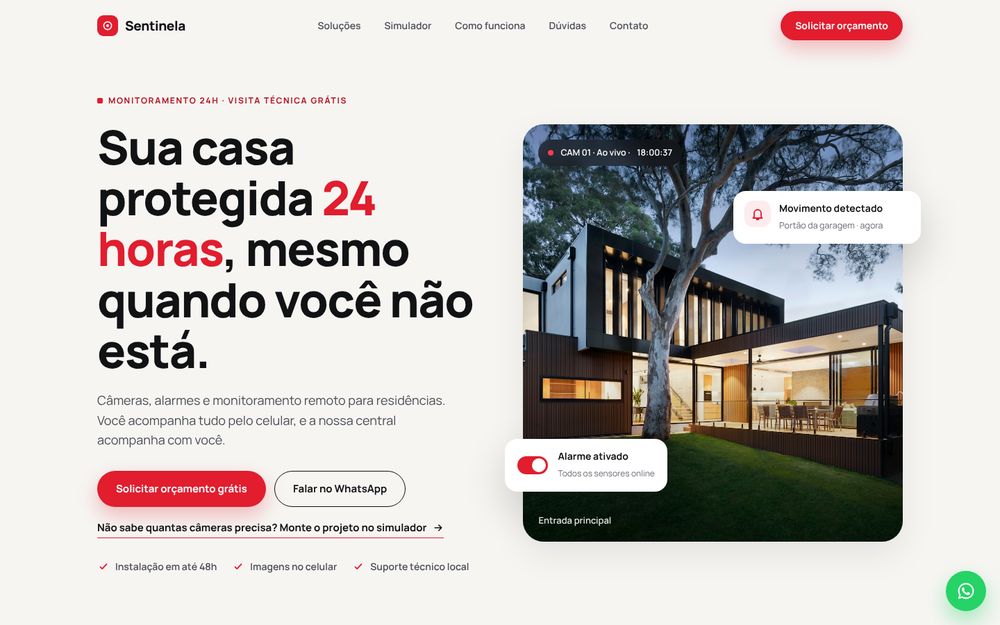 Sentinela
Soluções
Simulador
Como funciona
Dúvidas
Contato
Solicitar orçamento
MONITORAMENTO 24H · VISITA TÉCNICA GRÁTIS
Sua casa
protegida 24
horas, mesmo
quando você não
está.
Câmeras, alarmes e monitoramento remoto para residências.
Você acompanha tudo pelo celular, e a nossa central
acompanha com você.
Solicitar orçamento grátis
Falar no WhatsApp
Não sabe quantas câmeras precisa? Monte o projeto no simulador →
Instalação em até 48h
Imagens no celular
Suporte técnico local
CAM 01 · Ao vivo · 18:00:37
Movimento detectado
Portão da garagem · agora
Alarme ativado
Todos os sensores online
Entrada principal